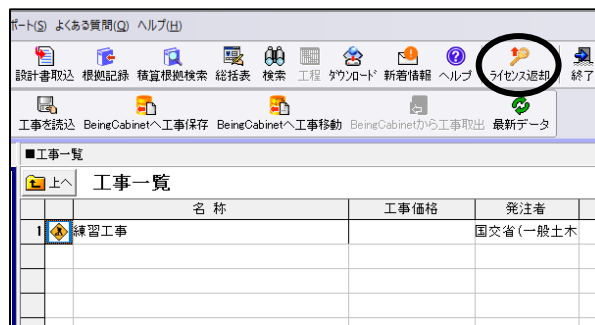 ポート(S) よくある質問(Q) ヘルプ(H)
設計書取込 根拠記録 積算根拠検索 総括表 検索 工程 ダウンロード 新着情報 ヘルプ ライセンス返却 終了
工事を読込 BeingCabinetへ工事保存 BeingCabinetへ工事移動 BeingCabinetから工事取出 最新データ
■工事一覧
上へ 工事一覧
名 称 工事価格 発注者
1 練習工事 国交省(一般土木